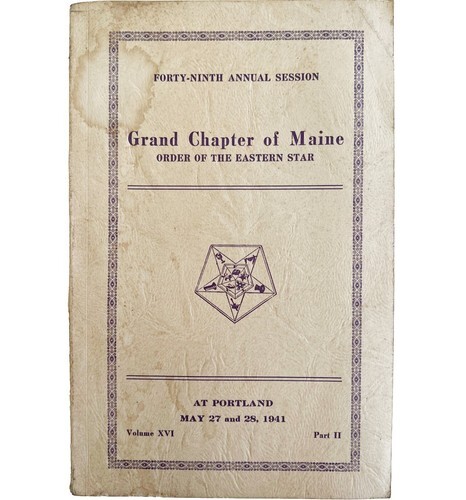 FORTY-NINTH ANNUAL SESSION
Grand Chapter of Maine
ORDER OF THE EASTERN STAR
AT PORTLAND
MAY 27 and 28, 1941
Volume XVI Part II